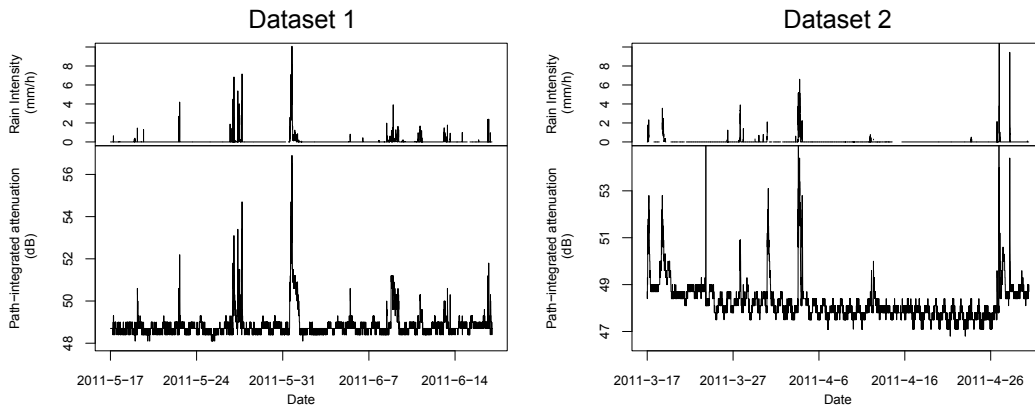 Dataset 1
Rain Intensity
(mm/h)
0 2 4 6 8
Path−integrated attenuation
(dB)
48 50 52 54 56
2011−5−17 2011−5−24 2011−5−31 2011−6−7 2011−6−14
Date
Dataset 2
Rain Intensity
(mm/h)
0 2 4 6 8
Path−integrated attenuation
(dB)
47 49 51 53
2011−3−17 2011−3−27 2011−4−6 2011−4−16 2011−4−26
Date